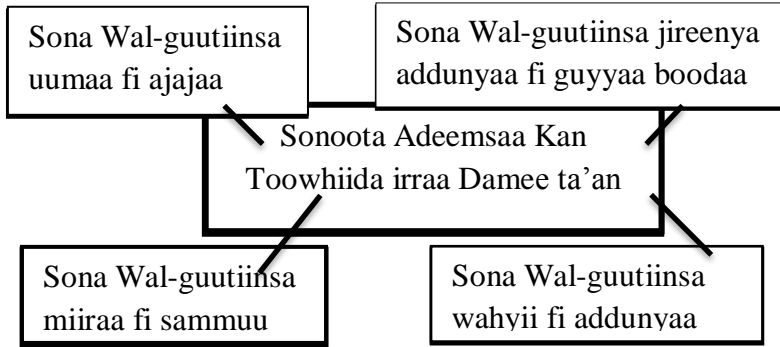 Sona Wal-guutiinsa
uumaa fi ajajaa
Sona Wal-guutiinsa jireenya
addunyaa fi guyyaa boodaa
Sonoota Adeemsaa Kan
Toowhiida irraa Damee ta’an
Sona Wal-guutiinsa
miiraa fi sammuu
Sona Wal-guutiinsa
wahyii fi addunyaa